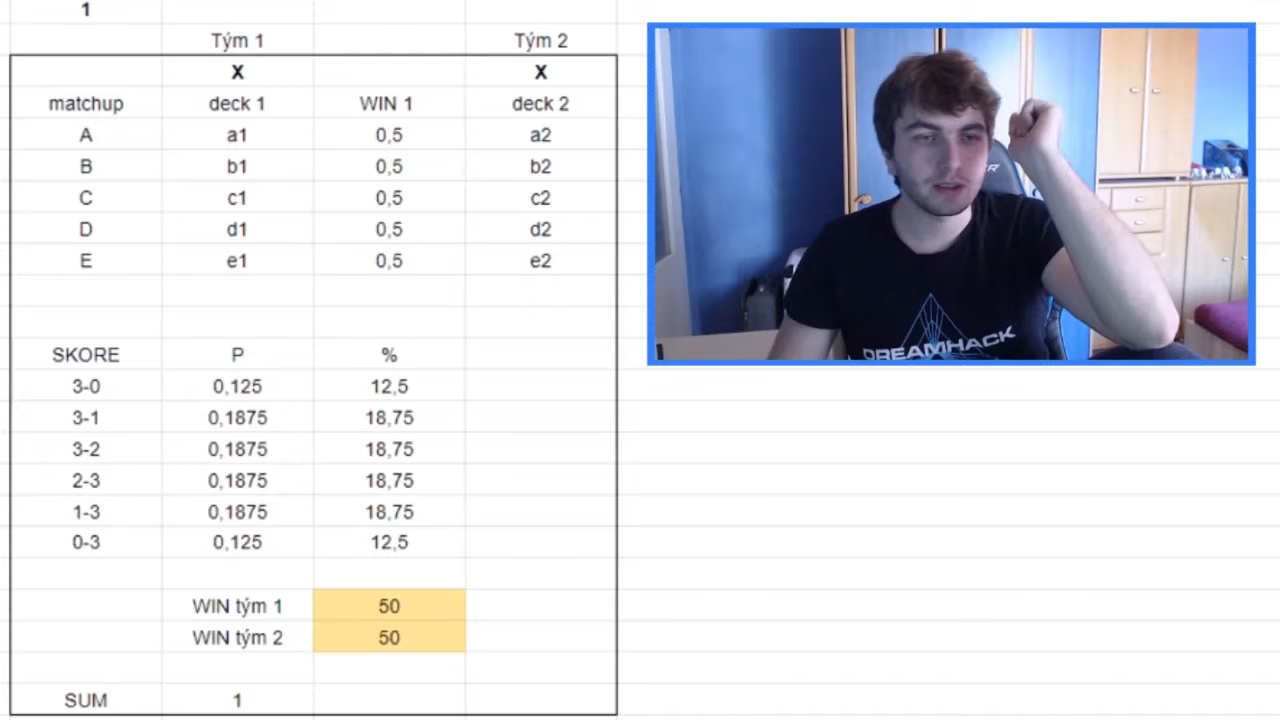 1
Tým 1 Tým 2
X X
matchup deck 1 WIN 1 deck 2
A a1 0,5 a2
B b1 0,5 b2
C c1 0,5 c2
D d1 0,5 d2
E e1 0,5 e2
SKORE P %
3-0 0,125 12,5
3-1 0,1875 18,75
3-2 0,1875 18,75
2-3 0,1875 18,75
1-3 0,1875 18,75
0-3 0,125 12,5
WIN tým 1 50
WIN tým 2 50
SUM 1
DREAMHACK